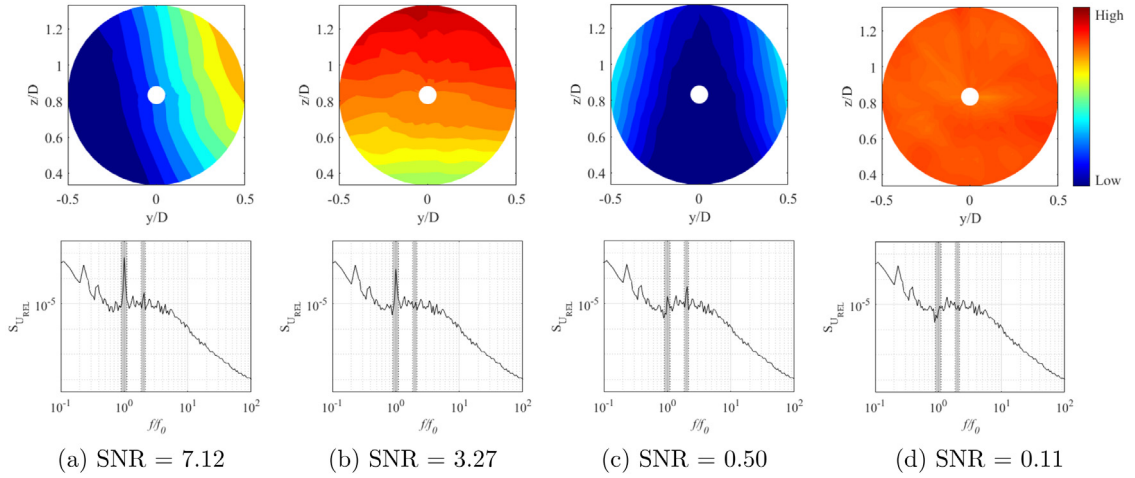 1.2
1
0.8
0.6
0.4
z/D
-0.5
0
0.5
y/D
1.2
1
0.8
0.6
0.4
z/D
-0.5
0
0.5
y/D
1.2
1
0.8
0.6
0.4
z/D
-0.5
0
0.5
y/D
1.2
1
0.8
0.6
0.4
z/D
-0.5
0
0.5
y/D
High
Low
S_{U_{REL}}
10^{-5}
10^{-1} 10^{0} 10^{1} 10^{2}
f/f_0
S_{U_{REL}}
10^{-5}
10^{-1} 10^{0} 10^{1} 10^{2}
f/f_0
S_{U_{REL}}
10^{-5}
10^{-1} 10^{0} 10^{1} 10^{2}
f/f_0
S_{U_{REL}}
10^{-5}
10^{-1} 10^{0} 10^{1} 10^{2}
f/f_0
(a) SNR = 7.12
(b) SNR = 3.27
(c) SNR = 0.50
(d) SNR = 0.11